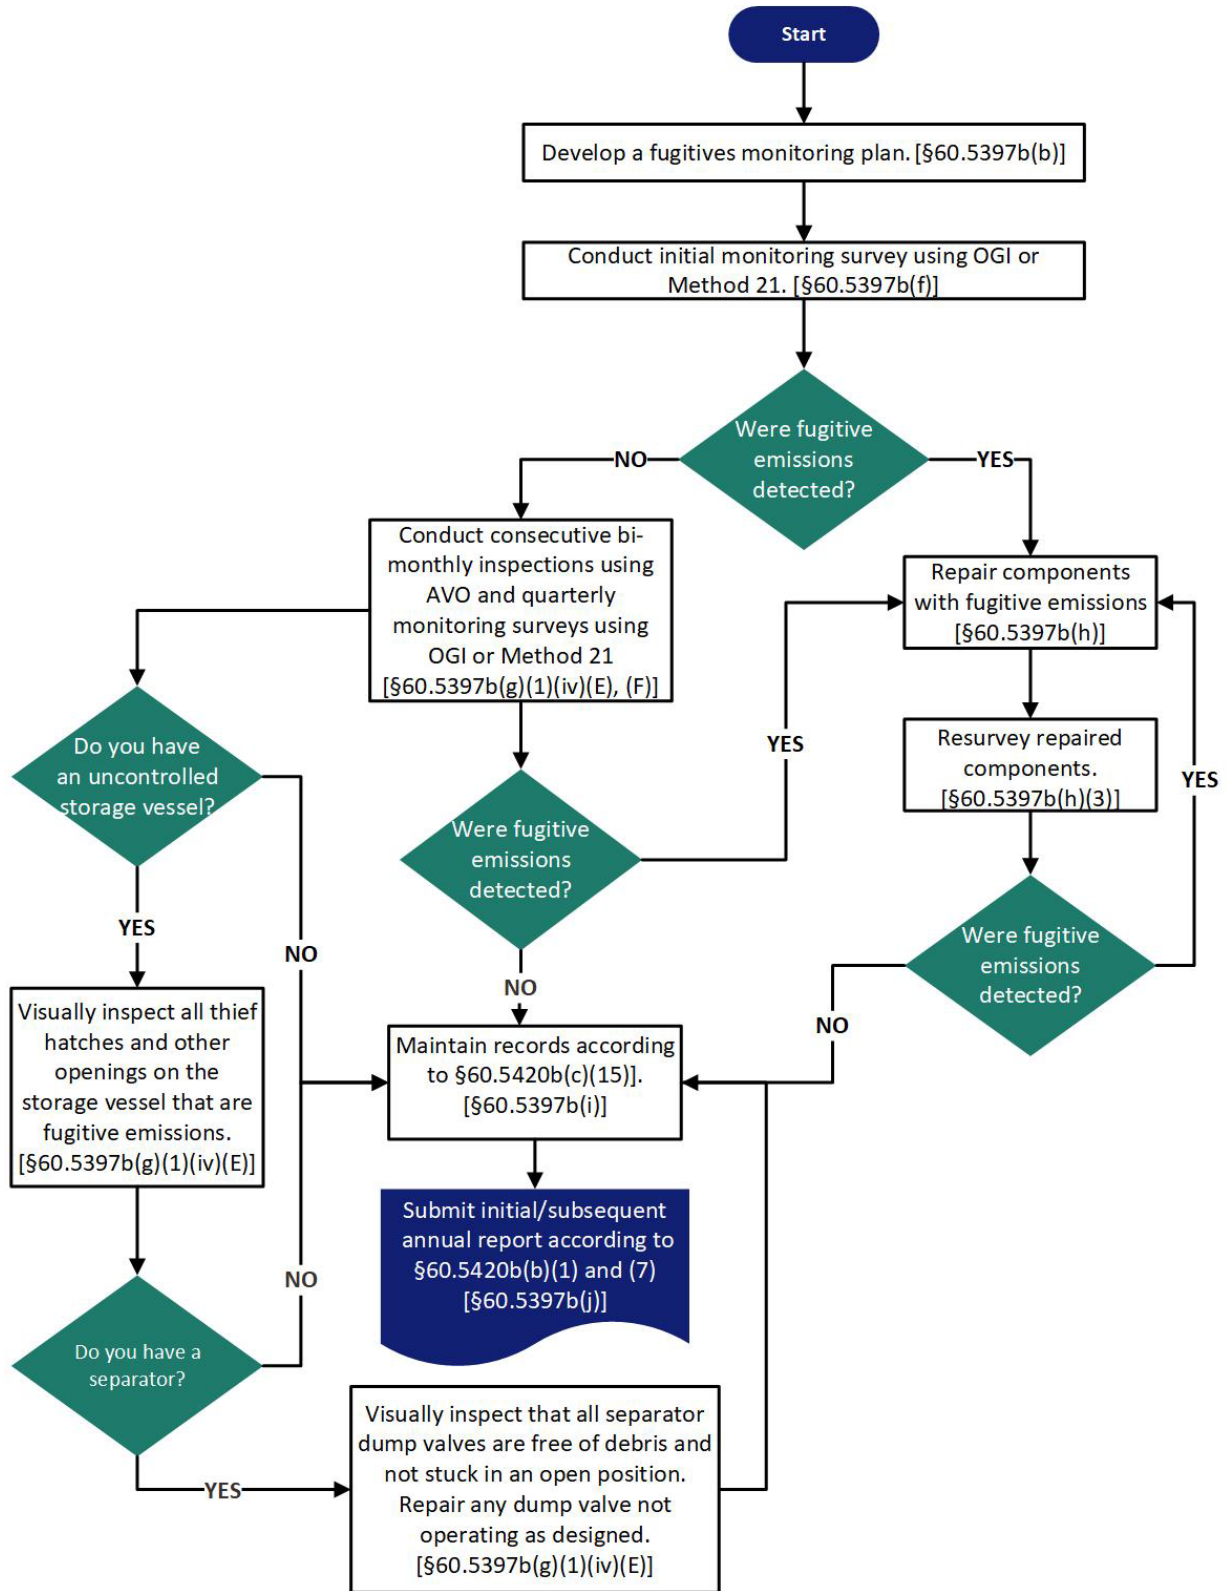 Start
Develop a fugitives monitoring plan. [§60.5397b(b)]
Conduct initial monitoring survey using OGI or
Method 21. [§60.5397b(f)]
Were fugitive
emissions
detected?
NO
YES
Conduct consecutive bi-
monthly inspections using
AVO and quarterly
monitoring surveys using
OGI or Method 21
[§60.5397b(g)(1)(iv)(E), (F)]
Repair components
with fugitive emissions
[§60.5397b(h)]
Resurvey repaired
components.
[§60.5397b(h)(3)]
YES
YES
Do you have
an uncontrolled
storage vessel?
Were fugitive
emissions
detected?
Were fugitive
emissions
detected?
YES
NO
NO
NO
Visually inspect all thief
hatches and other
openings on the
storage vessel that are
fugitive emissions.
[§60.5397b(g)(1)(iv)(E)]
Maintain records according
to §60.5420b(c)(15)].
[§60.5397b(i)]
Submit initial/subsequent
annual report according to
§60.5420b(b)(1) and (7)
[§60.5397b(j)]
NO
Do you have a
separator?
YES
Visually inspect that all separator
dump valves are free of debris and
not stuck in an open position.
Repair any dump valve not
operating as designed.
[§60.5397b(g)(1)(iv)(E)]